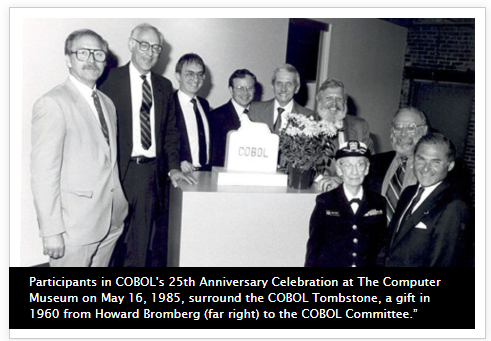 COBOL
Participants in COBOL's 25th Anniversary Celebration at The Computer
Museum on May 16, 1985, surround the COBOL Tombstone, a gift in
1960 from Howard Bromberg (far right) to the COBOL Committee."